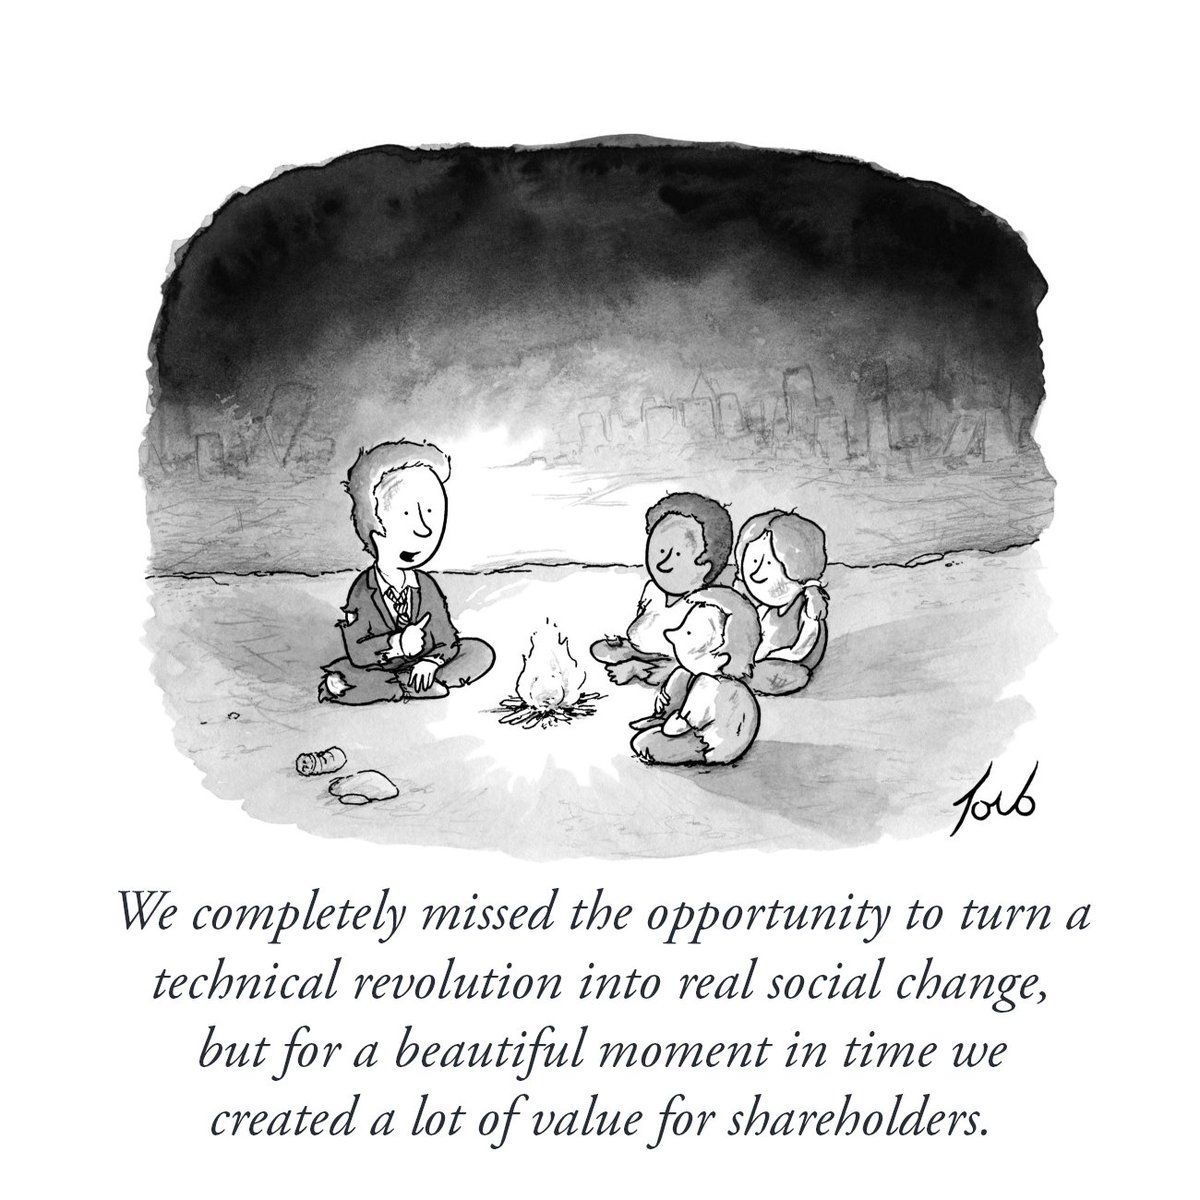 Toro
We completely missed the opportunity to turn a
technical revolution into real social change,
but for a beautiful moment in time we
created a lot of value for shareholders.